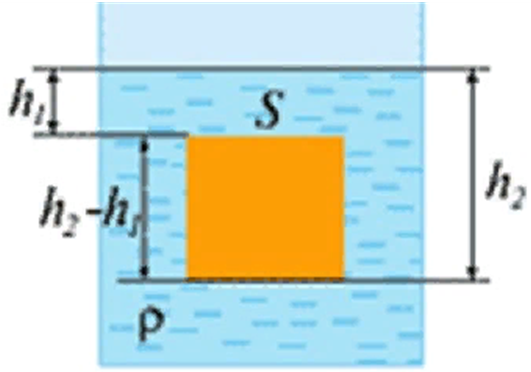 h₁
S
h₂
h₂-h₁
ρ